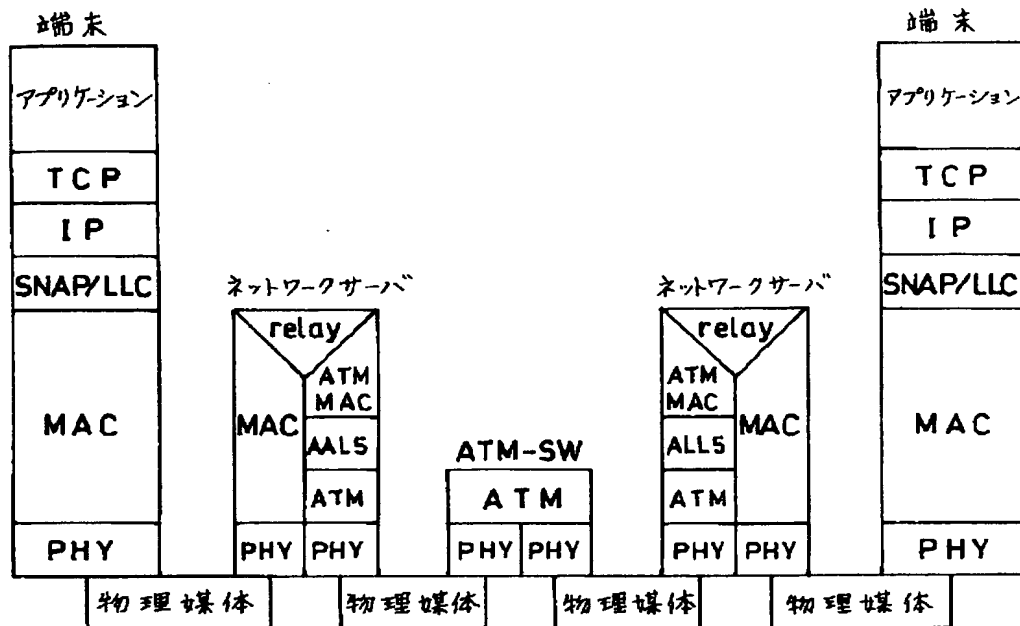 端末
アプリケーション
TCP
IP
SNAP/LLC
MAC
PHY
ネットワークサーバ
relay
MAC
ATM
MAC
AAL5
ATM
PHY
PHY
ATM-SW
ATM
PHY
PHY
ネットワークサーバ
relay
ATM
MAC
ALL5
ATM
MAC
PHY
PHY
端末
アプリケーション
TCP
IP
SNAP/LLC
MAC
PHY
物理媒体
物理媒体
物理媒体
物理媒体